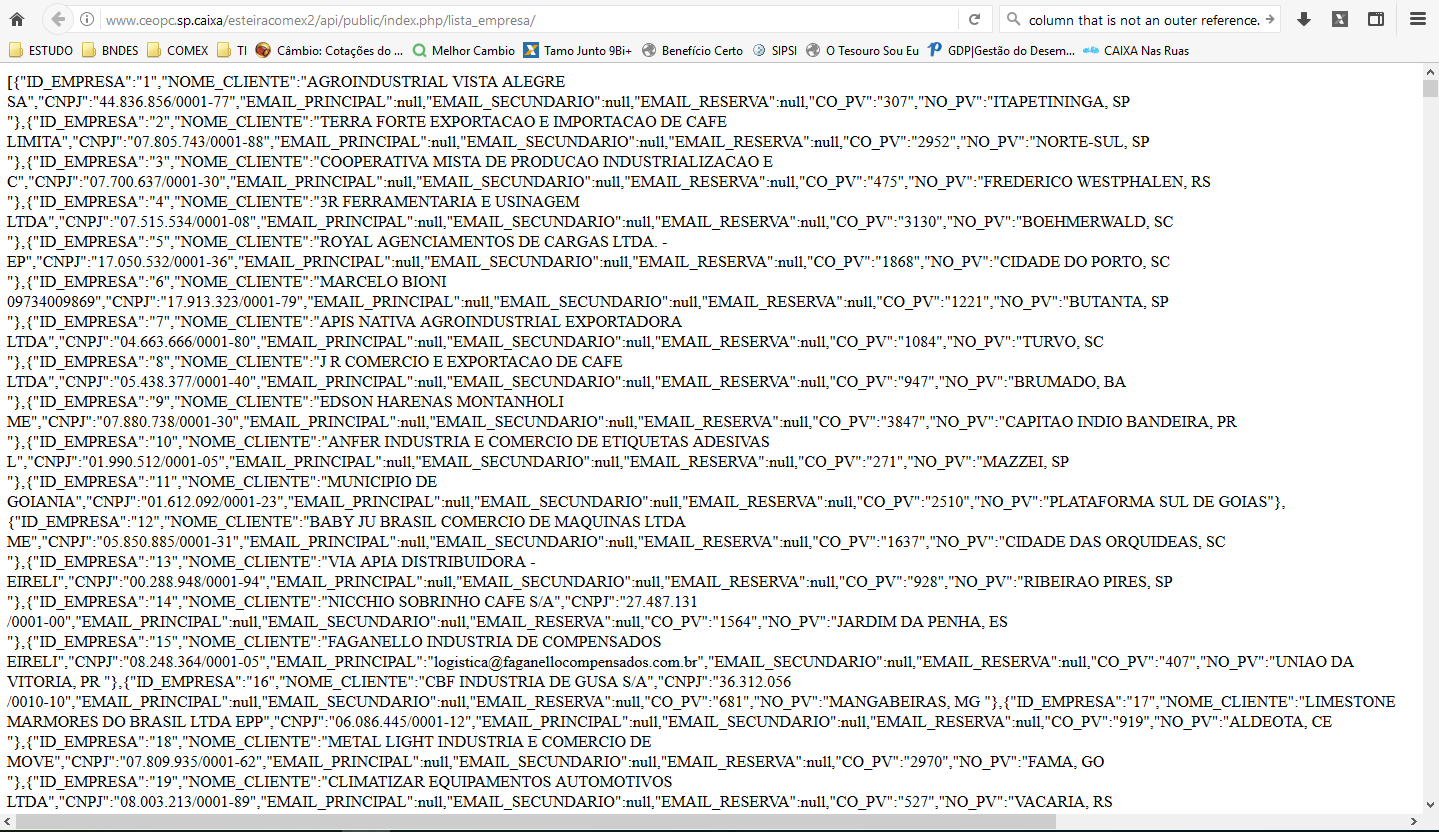 www.ceopc.sp.caixa/esteiracomex2/api/public/index.php/lista_empresa/
column that is not an outer reference.
ESTUDO BNDES COMEX TI Câmbio: Cotações do ... Melhor Cambio Tamo Junto 9Bi+ Benefício Certo SIPSI O Tesouro Sou Eu GDP|Gestão do Desem... CAIXA Nas Ruas
[{"ID_EMPRESA":"1","NOME_CLIENTE":"AGROINDUSTRIAL VISTA ALEGRE
SA","CNPJ":"44.836.856/0001-77","EMAIL_PRINCIPAL":null,"EMAIL_SECUNDARIO":null,"EMAIL_RESERVA":null,"CO_PV":"307","NO_PV":"ITAPETININGA, SP
"},{"ID_EMPRESA":"2","NOME_CLIENTE":"TERRA FORTE EXPORTACAO E IMPORTACAO DE CAFE
LIMITA","CNPJ":"07.805.743/0001-88","EMAIL_PRINCIPAL":null,"EMAIL_SECUNDARIO":null,"EMAIL_RESERVA":null,"CO_PV":"2952","NO_PV":"NORTE-SUL, SP
"},{"ID_EMPRESA":"3","NOME_CLIENTE":"COOPERATIVA MISTA DE PRODUCAO INDUSTRIALIZACAO E
C","CNPJ":"07.700.637/0001-30","EMAIL_PRINCIPAL":null,"EMAIL_SECUNDARIO":null,"EMAIL_RESERVA":null,"CO_PV":"475","NO_PV":"FREDERICO WESTPHALEN, RS
"},{"ID_EMPRESA":"4","NOME_CLIENTE":"3R FERRAMENTARIA E USINAGEM
LTDA","CNPJ":"07.515.534/0001-08","EMAIL_PRINCIPAL":null,"EMAIL_SECUNDARIO":null,"EMAIL_RESERVA":null,"CO_PV":"3130","NO_PV":"BOEHMERWALD, SC
"},{"ID_EMPRESA":"5","NOME_CLIENTE":"ROYAL AGENCIAMENTOS DE CARGAS LTDA. -
EP","CNPJ":"17.050.532/0001-36","EMAIL_PRINCIPAL":null,"EMAIL_SECUNDARIO":null,"EMAIL_RESERVA":null,"CO_PV":"1868","NO_PV":"CIDADE DO PORTO, SC
"},{"ID_EMPRESA":"6","NOME_CLIENTE":"MARCELO BIONI
09734009869","CNPJ":"17.913.323/0001-79","EMAIL_PRINCIPAL":null,"EMAIL_SECUNDARIO":null,"EMAIL_RESERVA":null,"CO_PV":"1221","NO_PV":"BUTANTA, SP
"},{"ID_EMPRESA":"7","NOME_CLIENTE":"APIS NATIVA AGROINDUSTRIAL EXPORTADORA
LTDA","CNPJ":"04.663.666/0001-80","EMAIL_PRINCIPAL":null,"EMAIL_SECUNDARIO":null,"EMAIL_RESERVA":null,"CO_PV":"1084","NO_PV":"TURVO, SC
"},{"ID_EMPRESA":"8","NOME_CLIENTE":"J R COMERCIO E EXPORTACAO DE CAFE
LTDA","CNPJ":"05.438.377/0001-40","EMAIL_PRINCIPAL":null,"EMAIL_SECUNDARIO":null,"EMAIL_RESERVA":null,"CO_PV":"947","NO_PV":"BRUMADO, BA
"},{"ID_EMPRESA":"9","NOME_CLIENTE":"EDSON HARENAS MONTANHOLI
ME","CNPJ":"07.880.738/0001-30","EMAIL_PRINCIPAL":null,"EMAIL_SECUNDARIO":null,"EMAIL_RESERVA":null,"CO_PV":"3847","NO_PV":"CAPITAO INDIO BANDEIRA, PR
"},{"ID_EMPRESA":"10","NOME_CLIENTE":"ANFER INDUSTRIA E COMERCIO DE ETIQUETAS ADESIVAS
L","CNPJ":"01.990.512/0001-05","EMAIL_PRINCIPAL":null,"EMAIL_SECUNDARIO":null,"EMAIL_RESERVA":null,"CO_PV":"271","NO_PV":"MAZZEI, SP
"},{"ID_EMPRESA":"11","NOME_CLIENTE":"MUNICIPIO DE
GOIANIA","CNPJ":"01.612.092/0001-23","EMAIL_PRINCIPAL":null,"EMAIL_SECUNDARIO":null,"EMAIL_RESERVA":null,"CO_PV":"2510","NO_PV":"PLATAFORMA SUL DE GOIAS"},
{"ID_EMPRESA":"12","NOME_CLIENTE":"BABY JU BRASIL COMERCIO DE MAQUINAS LTDA
ME","CNPJ":"05.850.885/0001-31","EMAIL_PRINCIPAL":null,"EMAIL_SECUNDARIO":null,"EMAIL_RESERVA":null,"CO_PV":"1637","NO_PV":"CIDADE DAS ORQUIDEAS, SC
"},{"ID_EMPRESA":"13","NOME_CLIENTE":"VIA APIA DISTRIBUIDORA -
EIRELI","CNPJ":"00.288.948/0001-94","EMAIL_PRINCIPAL":null,"EMAIL_SECUNDARIO":null,"EMAIL_RESERVA":null,"CO_PV":"928","NO_PV":"RIBEIRAO PIRES, SP
"},{"ID_EMPRESA":"14","NOME_CLIENTE":"NICCHIO SOBRINHO CAFE S/A","CNPJ":"27.487.131
/0001-00","EMAIL_PRINCIPAL":null,"EMAIL_SECUNDARIO":null,"EMAIL_RESERVA":null,"CO_PV":"1564","NO_PV":"JARDIM DA PENHA, ES
"},{"ID_EMPRESA":"15","NOME_CLIENTE":"FAGANELLO INDUSTRIA DE COMPENSADOS
EIRELI","CNPJ":"08.248.364/0001-05","EMAIL_PRINCIPAL":"logistica@faganellocompensados.com.br","EMAIL_SECUNDARIO":null,"EMAIL_RESERVA":null,"CO_PV":"407","NO_PV":"UNIAO DA
VITORIA, PR "},{"ID_EMPRESA":"16","NOME_CLIENTE":"CBF INDUSTRIA DE GUSA S/A","CNPJ":"36.312.056
/0010-10","EMAIL_PRINCIPAL":null,"EMAIL_SECUNDARIO":null,"EMAIL_RESERVA":null,"CO_PV":"681","NO_PV":"MANGABEIRAS, MG "},{"ID_EMPRESA":"17","NOME_CLIENTE":"LIMESTONE
MARMORES DO BRASIL LTDA EPP","CNPJ":"06.086.445/0001-12","EMAIL_PRINCIPAL":null,"EMAIL_SECUNDARIO":null,"EMAIL_RESERVA":null,"CO_PV":"919","NO_PV":"ALDEOTA, CE
"},{"ID_EMPRESA":"18","NOME_CLIENTE":"METAL LIGHT INDUSTRIA E COMERCIO DE
MOVE","CNPJ":"07.809.935/0001-62","EMAIL_PRINCIPAL":null,"EMAIL_SECUNDARIO":null,"EMAIL_RESERVA":null,"CO_PV":"2970","NO_PV":"FAMA, GO
"},{"ID_EMPRESA":"19","NOME_CLIENTE":"CLIMATIZAR EQUIPAMENTOS AUTOMOTIVOS
LTDA","CNPJ":"08.003.213/0001-89","EMAIL_PRINCIPAL":null,"EMAIL_SECUNDARIO":null,"EMAIL_RESERVA":null,"CO_PV":"527","NO_PV":"VACARIA, RS